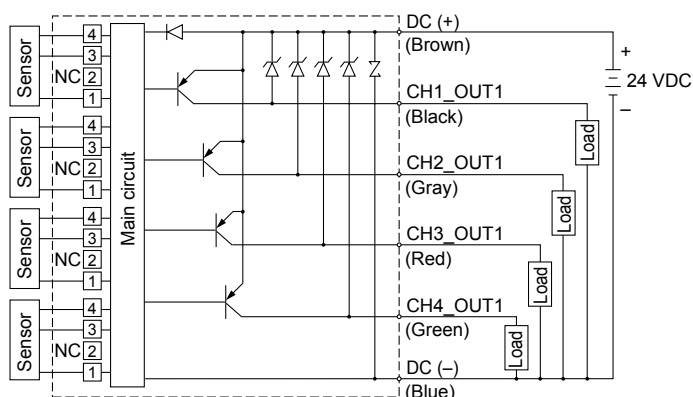 DC (+)
(Brown)
Sensor
4
3
NC 2
1
+
24 VDC
–
CH1_OUT1
(Black)
Load
Sensor
4
3
NC 2
1
Main circuit
CH2_OUT1
(Gray)
Load
Sensor
4
3
NC 2
1
CH3_OUT1
(Red)
Load
Sensor
4
3
NC 2
1
CH4_OUT1
(Green)
Load
DC (–)
(Blue)